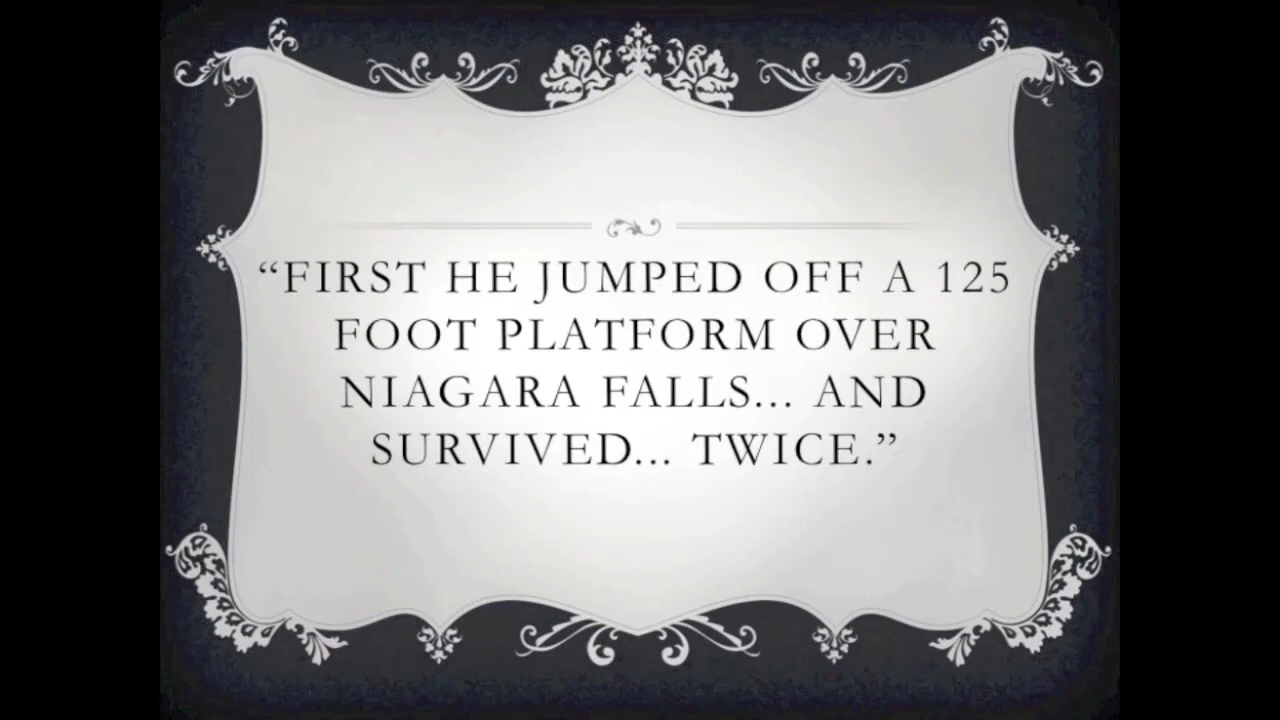 “FIRST HE JUMPED OFF A 125
FOOT PLATFORM OVER
NIAGARA FALLS... AND
SURVIVED... TWICE.”